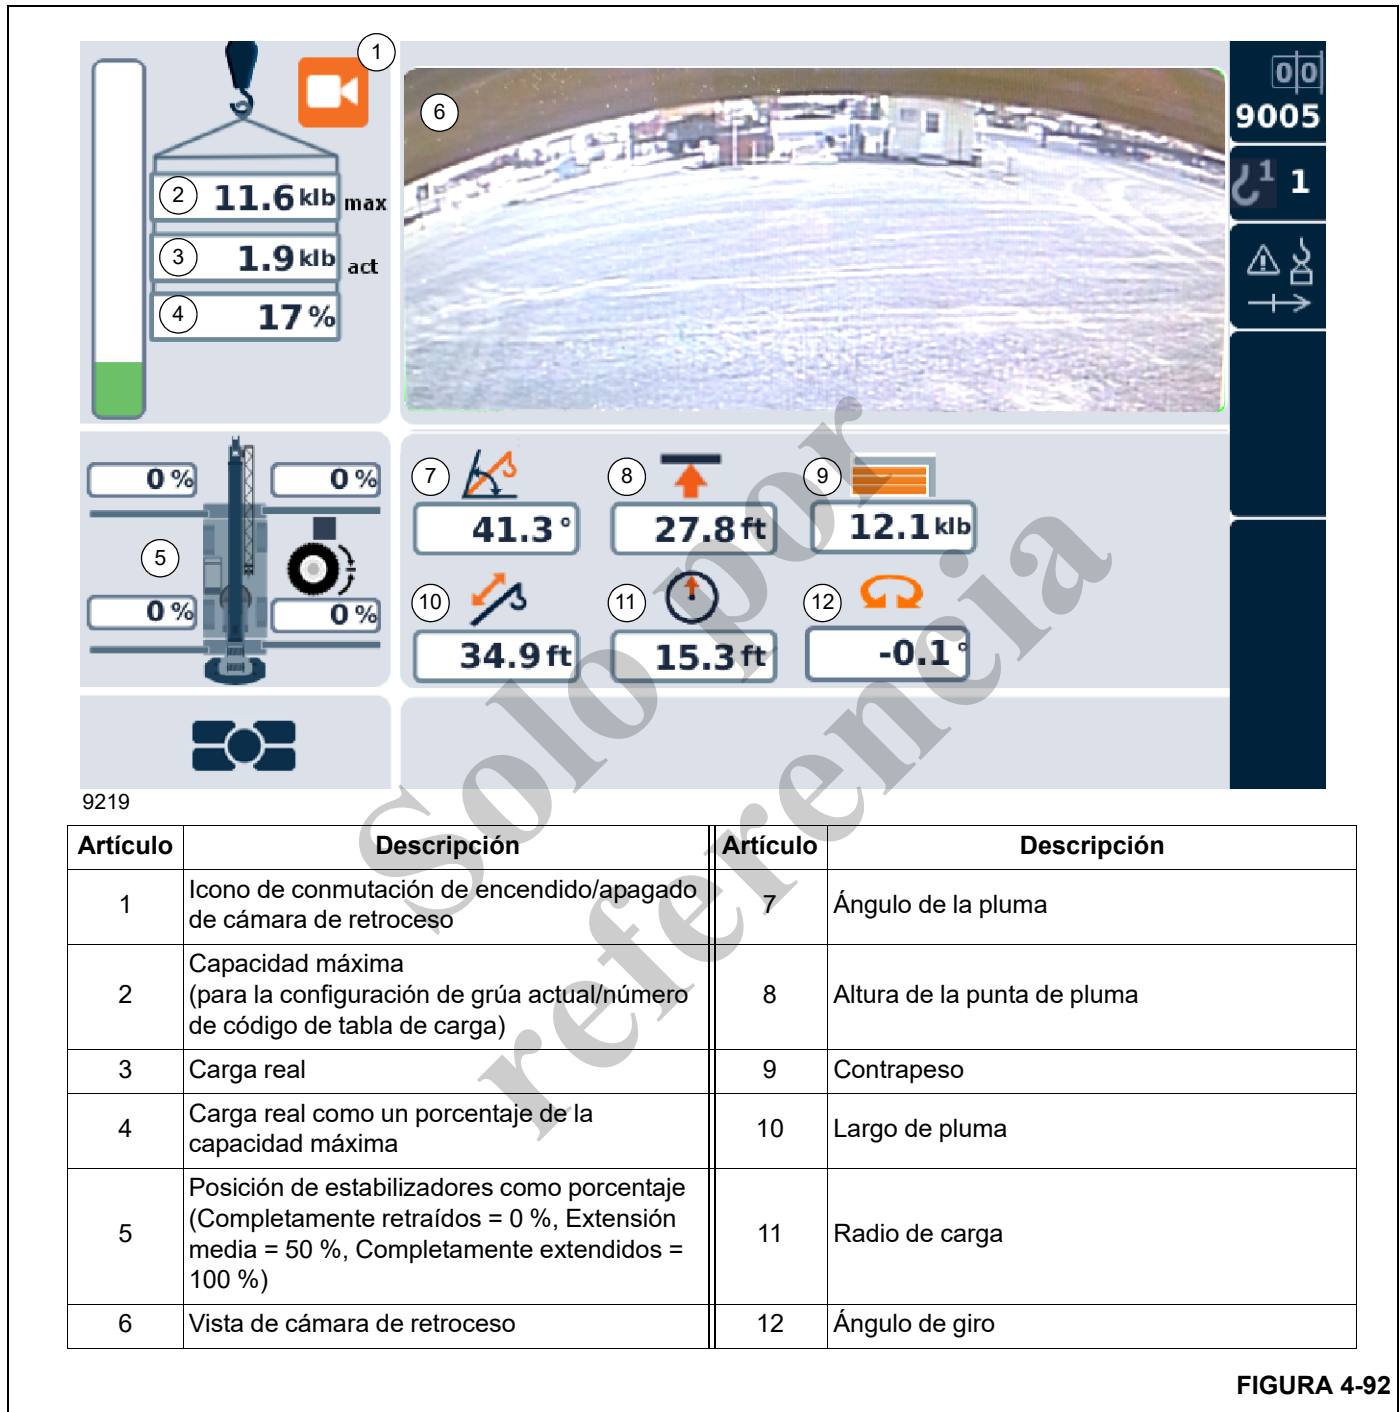 1
6
2
11.6 klb max
3
1.9 klb act
4
17 %
00
9005
1 1
0 %
0 %
5
0 %
0 %
7
8
9
41.3 °
27.8 ft
12.1 klb
10
11
12
34.9 ft
15.3 ft
-0.1 °
9219
Solo por
referencia
Artículo Descripción Artículo Descripción
1 Icono de conmutación de encendido/apagado
de cámara de retroceso
7 Ángulo de la pluma
2 Capacidad máxima
(para la configuración de grúa actual/número
de código de tabla de carga)
8 Altura de la punta de pluma
3 Carga real
9 Contrapeso
4 Carga real como un porcentaje de la
capacidad máxima
10 Largo de pluma
5 Posición de estabilizadores como porcentaje
(Completamente retraídos = 0 %, Extensión
media = 50 %, Completamente extendidos =
100 %)
11 Radio de carga
6 Vista de cámara de retroceso
12 Ángulo de giro
FIGURA 4-92